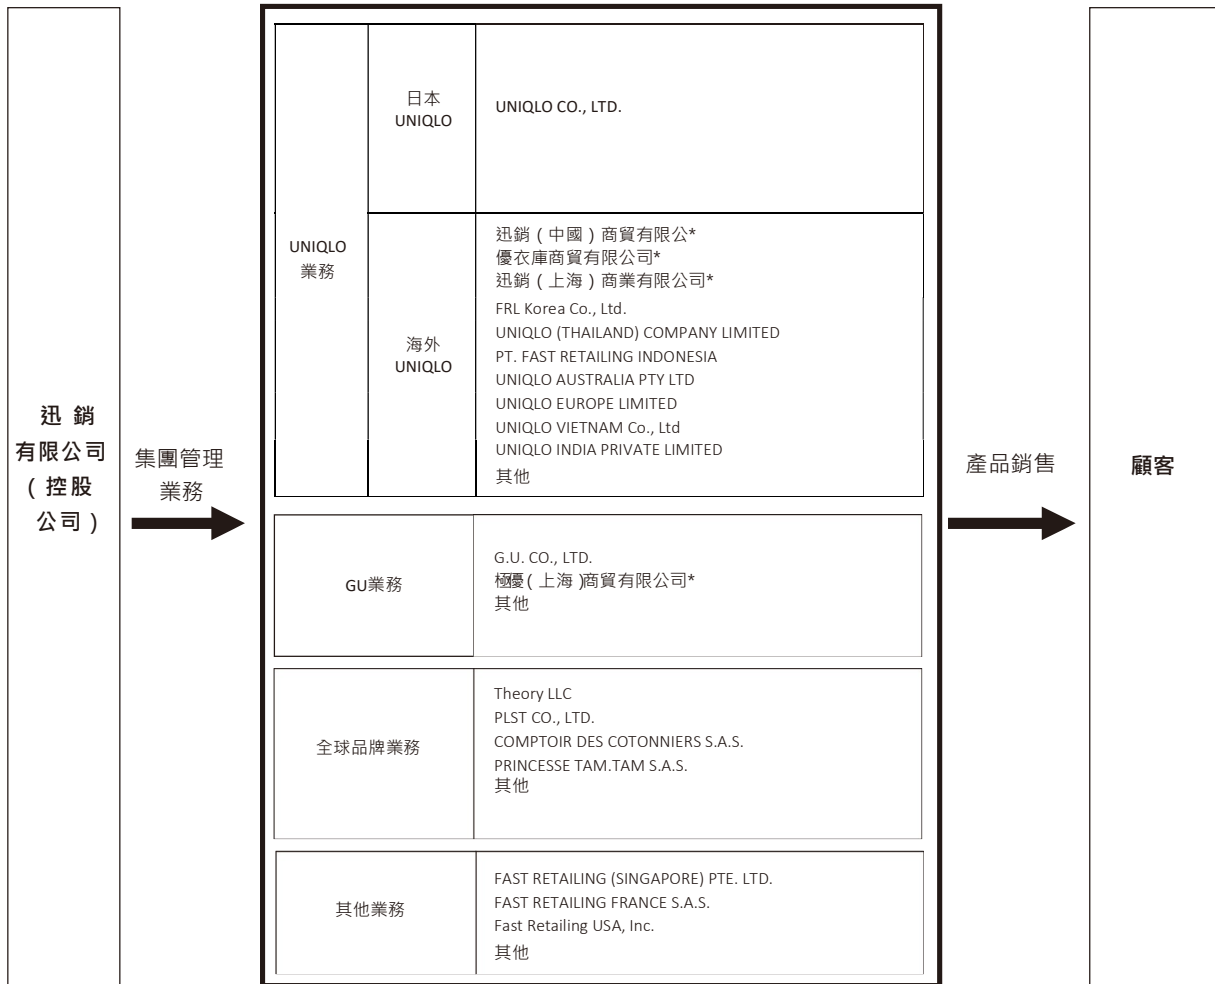 迅 銷
有限公司
( 控股
公司 )
集團管理
業務
UNIQLO
業務
日本
UNIQLO
UNIQLO CO., LTD.
海外
UNIQLO
迅銷 ( 中國 ) 商貿有限公*
優衣庫商貿有限公司*
迅銷 ( 上海 ) 商業有限公司*
FRL Korea Co., Ltd.
UNIQLO (THAILAND) COMPANY LIMITED
PT. FAST RETAILING INDONESIA
UNIQLO AUSTRALIA PTY LTD
UNIQLO EUROPE LIMITED
UNIQLO VIETNAM Co., Ltd
UNIQLO INDIA PRIVATE LIMITED
其他
GU業務
G.U. CO., LTD.
極優 ( 上海 )商貿有限公司*
其他
全球品牌業務
Theory LLC
PLST CO., LTD.
COMPTOIR DES COTONNIERS S.A.S.
PRINCESSE TAM.TAM S.A.S.
其他
其他業務
FAST RETAILING (SINGAPORE) PTE. LTD.
FAST RETAILING FRANCE S.A.S.
Fast Retailing USA, Inc.
其他
產品銷售
顧客